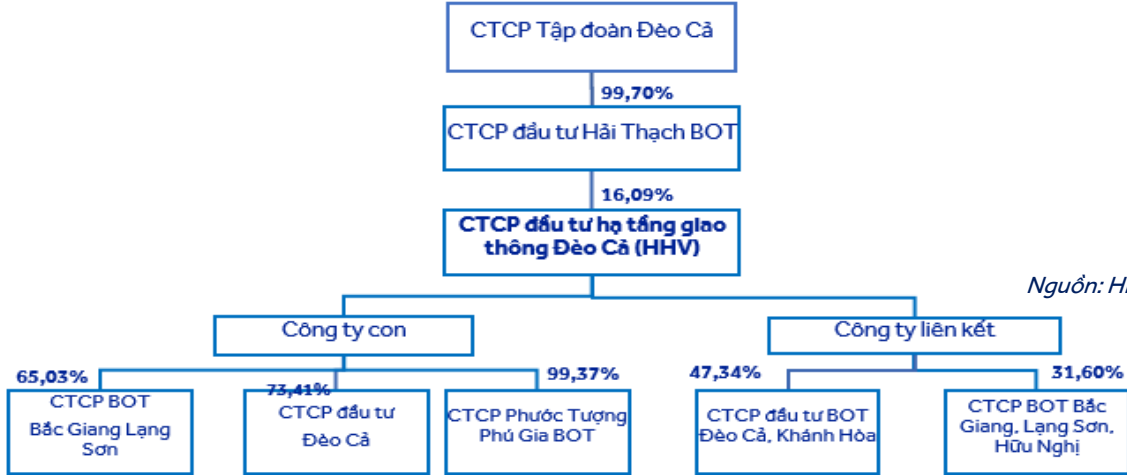 CTCP Tập đoàn Đèo Cả
99,70%
CTCP đầu tư Hải Thạch BOT
16,09%
CTCP đầu tư hạ tầng giao
thông Đèo Cả (HHV)
Nguồn:
Công ty con
Công ty liên kết
65,03%
73,41%
99,37%
47,34%
31,60%
CTCP BOT
Bắc Giang Lạng
Sơn
CTCP đầu tư
Đèo Cả
CTCP Phước Tượng
Phú Gia BOT
CTCP đầu tư BOT
Đèo Cả, Khánh Hòa
CTCP BOT Bắc
Giang, Lạng Sơn,
Hữu Nghị